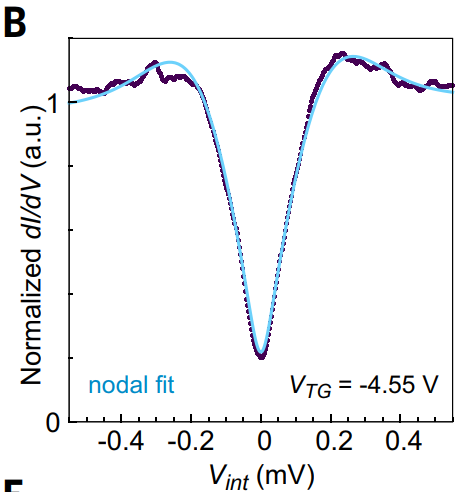 B
Normalized dI/dV (a.u.)
1
0
nodal fit
V_TG = -4.55 V
-0.4 -0.2 0 0.2 0.4
V_int (mV)